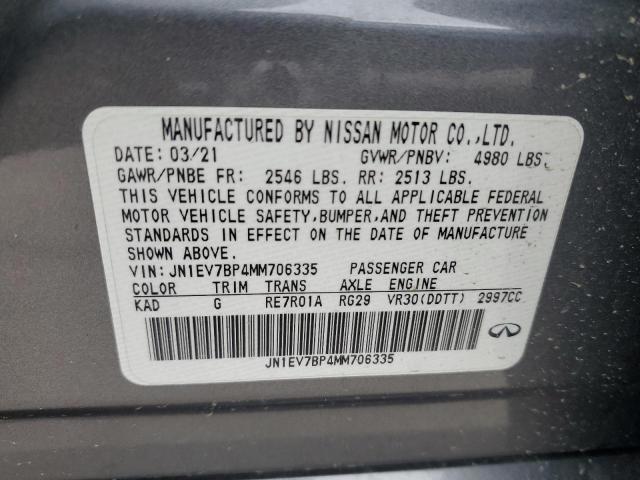 MANUFACTURED BY NISSAN MOTOR CO.,LTD.
DATE: 03/21 GVWR/PNBV: 4980 LBS.
GAWR/PNBE FR: 2546 LBS. RR: 2513 LBS.
THIS VEHICLE CONFORMS TO ALL APPLICABLE FEDERAL
MOTOR VEHICLE SAFETY,BUMPER,AND THEFT PREVENTION
STANDARDS IN EFFECT ON THE DATE OF MANUFACTURE
SHOWN ABOVE.
VIN: JN1EV7BP4MM706335 PASSENGER CAR
COLOR TRIM TRANS AXLE ENGINE
KAD G RE7R01A RG29 VR30(DDTT) 2997CC
JN1EV7BP4MM706335